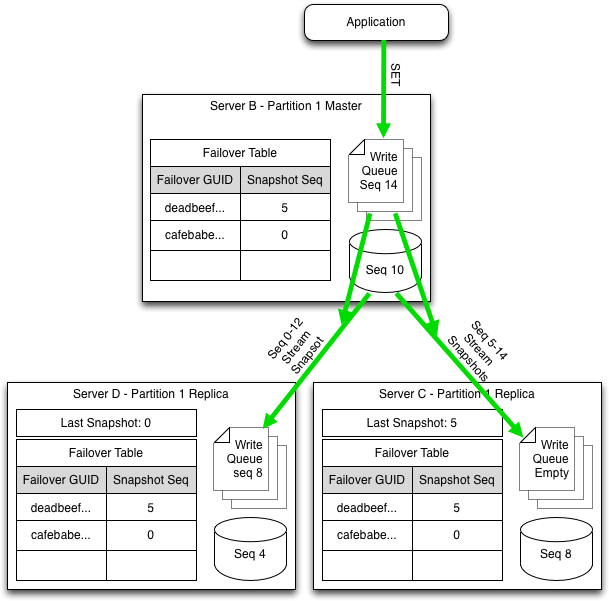 Application
SET
Server B - Partition 1 Master
Failover Table
Failover GUID Snapshot Seq
deadbeef... 5
cafebabe... 0
Write
Queue
Seq 14
Seq 10
Seq 0-12
Stream
Snapsot
Seq 5-14
Stream
Snapshots
Server D - Partition 1 Replica
Last Snapshot: 0
Failover Table
Failover GUID Snapshot Seq
deadbeef... 5
cafebabe... 0
Write
Queue
seq 8
Seq 4
Server C - Partition 1 Replica
Last Snapshot: 5
Failover Table
Failover GUID Snapshot Seq
deadbeef... 5
cafebabe... 0
Write
Queue
Empty
Seq 8